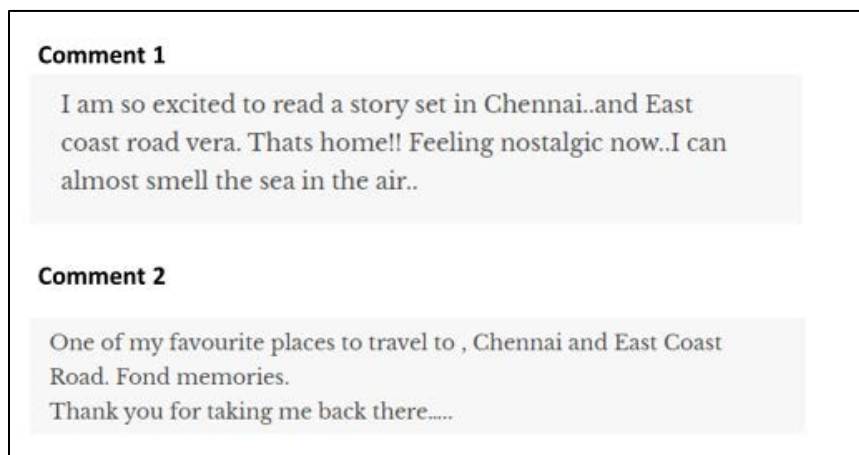 Comment 1
I am so excited to read a story set in Chennai..and East
coast road vera. Thats home!! Feeling nostalgic now..I can
almost smell the sea in the air..
Comment 2
One of my favourite places to travel to , Chennai and East Coast
Road. Fond memories.
Thank you for taking me back there.....